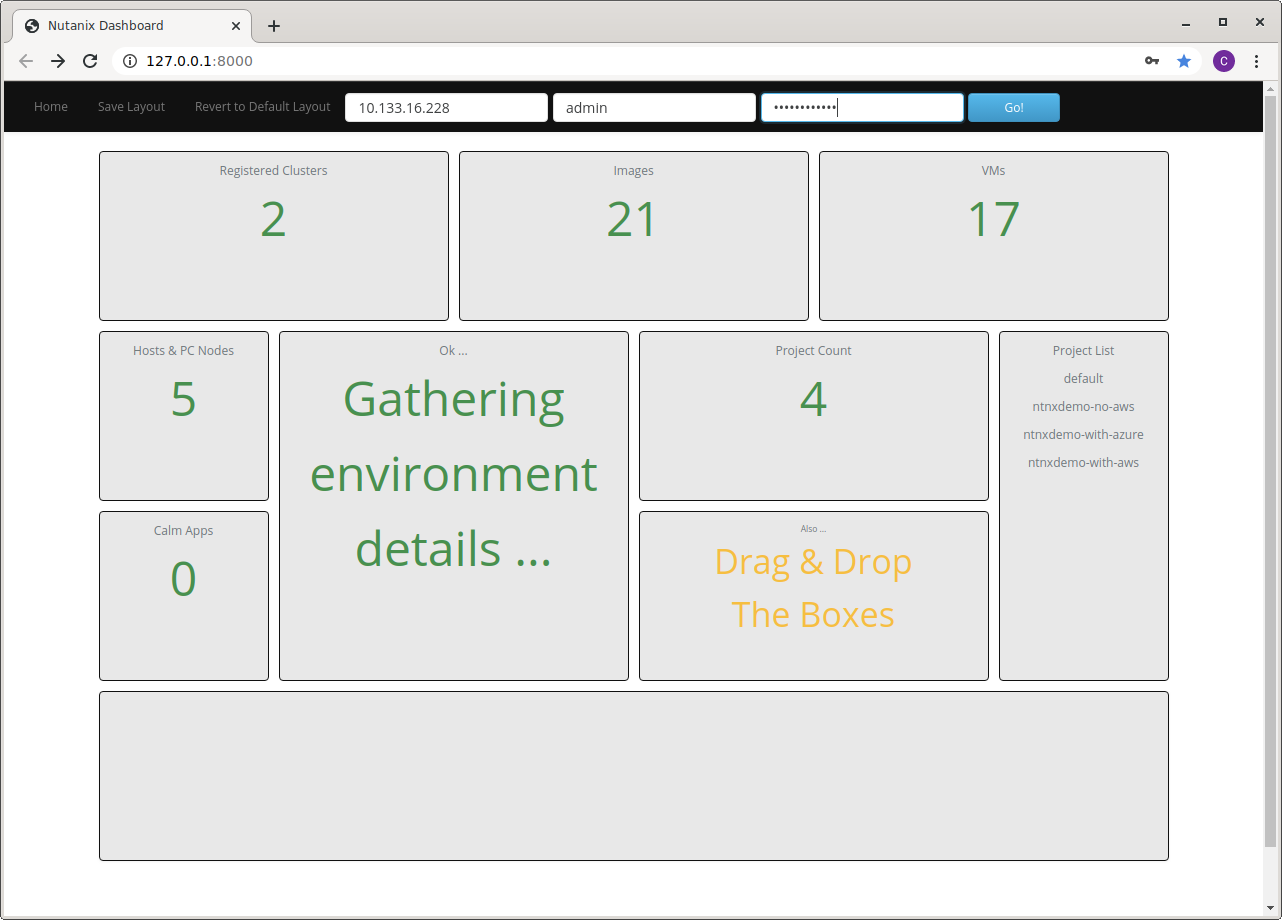 Nutanix Dashboard
127.0.0.1:8000
C
Home
Save Layout
Revert to Default Layout
10.133.16.228
admin
••••••••••••
Go!
Registered Clusters
2
Images
21
VMs
17
Hosts & PC Nodes
5
Ok ...
Gathering
environment
details ...
Project Count
4
Project List
default
ntnxdemo-no-aws
ntnxdemo-with-azure
ntnxdemo-with-aws
Calm Apps
0
Also ...
Drag & Drop
The Boxes